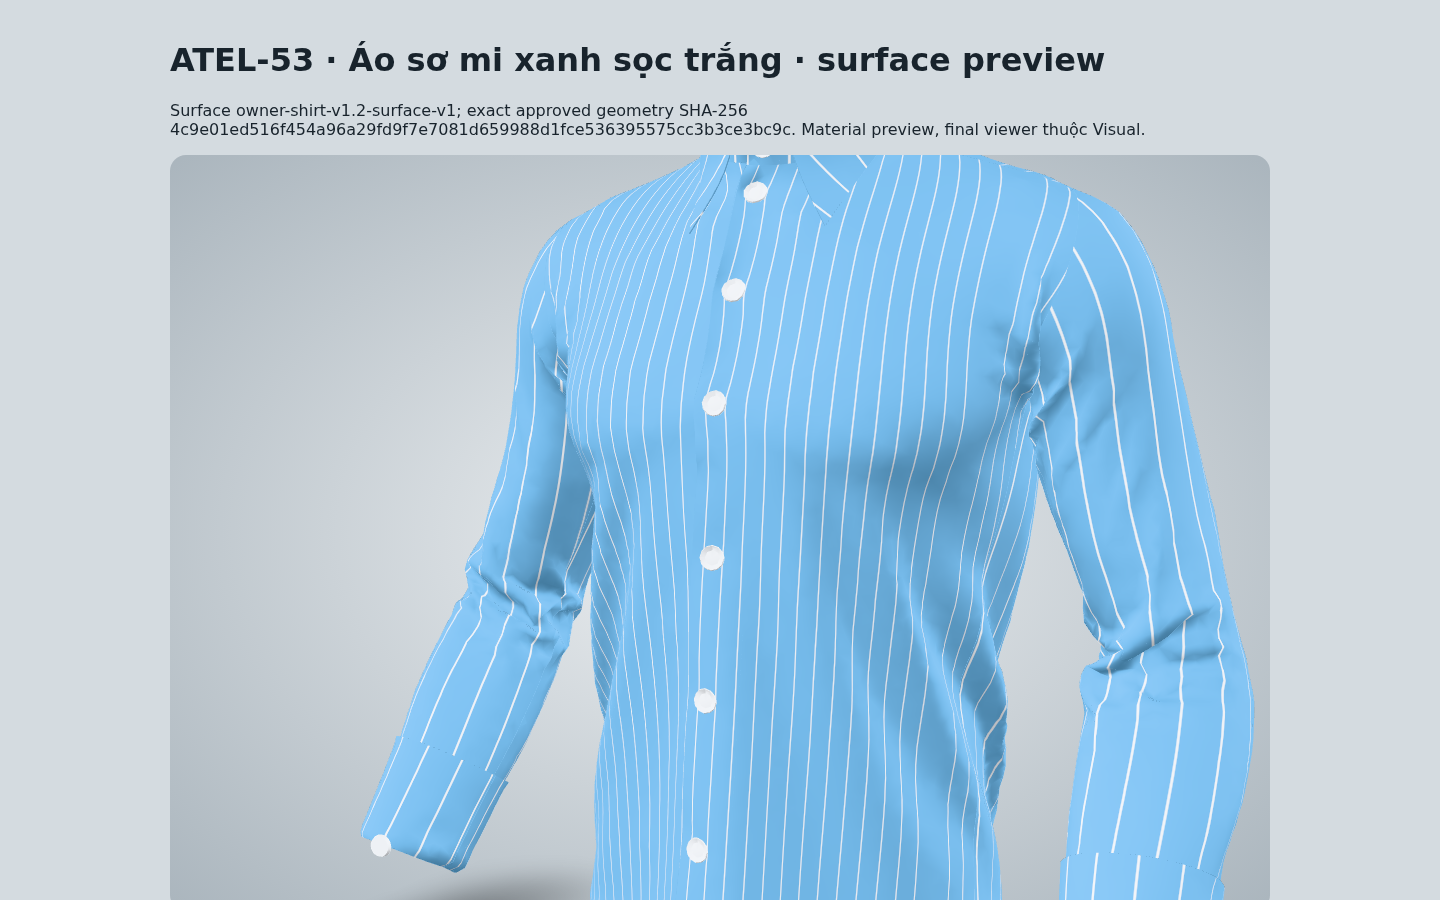 ATEL-53 · Áo sơ mi xanh sọc trắng · surface preview
Surface owner-shirt-v1.2-surface-v1; exact approved geometry SHA-256
4c9e01ed516f454a96a29fd9f7e7081d659988d1fce536395575cc3b3ce3bc9c. Material preview, final viewer thuộc Visual.